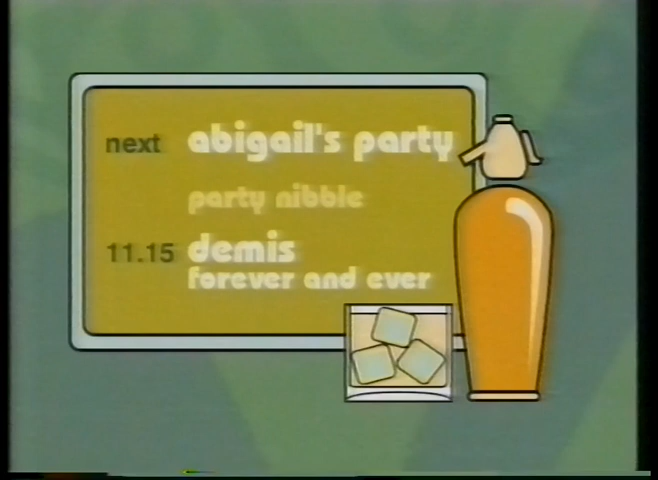 next abigail's party
party nibble
11.15 demis
forever and ever